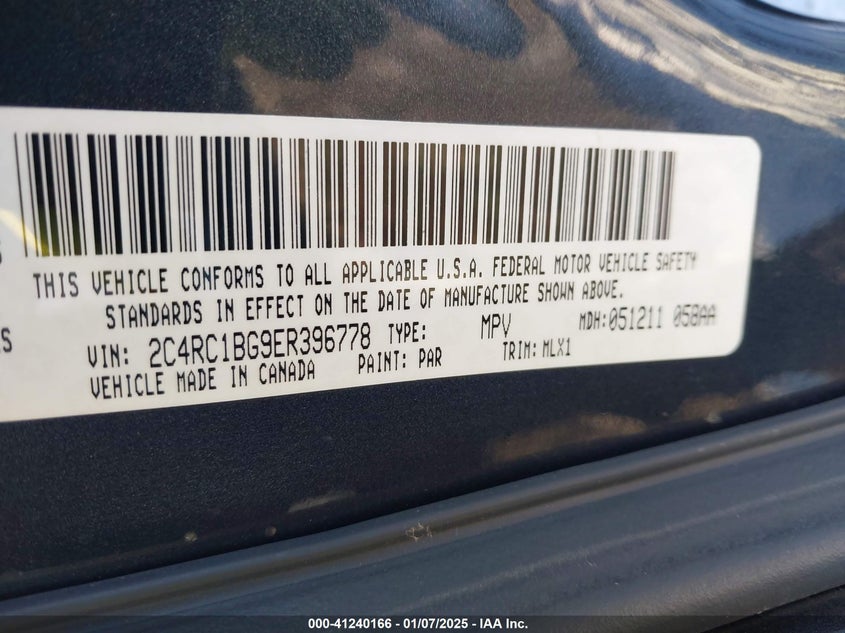 THIS VEHICLE CONFORMS TO ALL APPLICABLE U.S.A. FEDERAL MOTOR VEHICLE SAFETY
STANDARDS IN EFFECT ON THE DATE OF MANUFACTURE SHOWN ABOVE.
VIN: 2C4RC1BG9ER396778 TYPE: MPV MDH:051211 058AA
VEHICLE MADE IN CANADA PAINT: PAR TRIM: MLX1
000-41240166 — 01/07/2025 — IAA Inc.